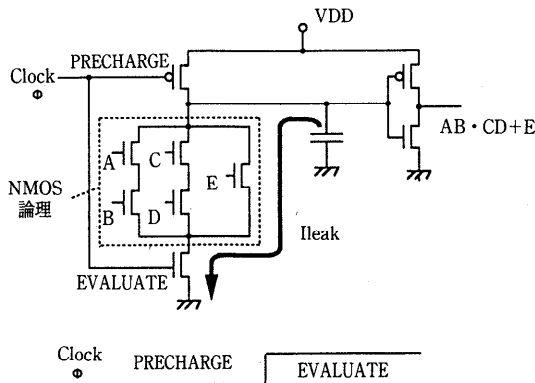 VDD
PRECHARGE
Clock
Φ
AB・CD+E
A
C
E
NMOS
論理
B
D
Ileak
EVALUATE
Clock
Φ
PRECHARGE
EVALUATE